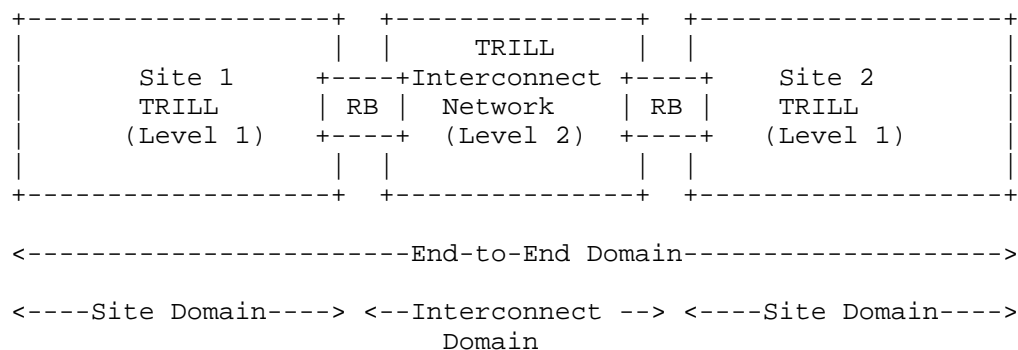 TRILL
Site 1 Interconnect Site 2
TRILL RB Network RB TRILL
(Level 1) (Level 2) (Level 1)
End-to-End Domain
Site Domain Interconnect Site Domain
Domain